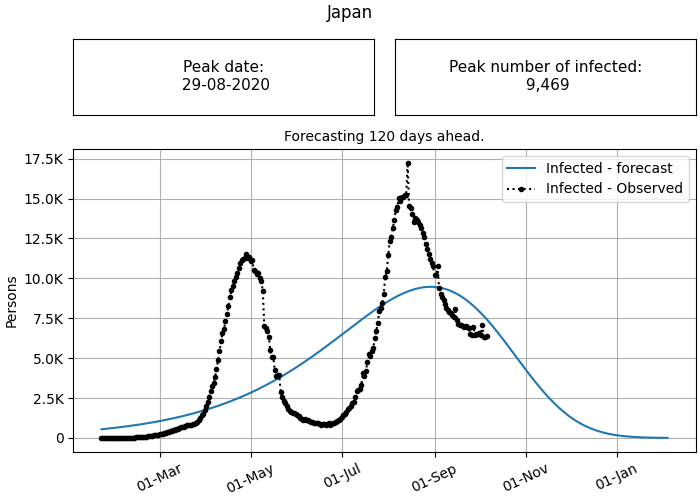 Japan
Peak date:
29-08-2020
Peak number of infected:
9,469
Forecasting 120 days ahead.
17.5K
15.0K
12.5K
10.0K
7.5K
5.0K
2.5K
0
Persons
Infected - forecast
Infected - Observed
01-Mar
01-May
01-Jul
01-Sep
01-Nov
01-Jan